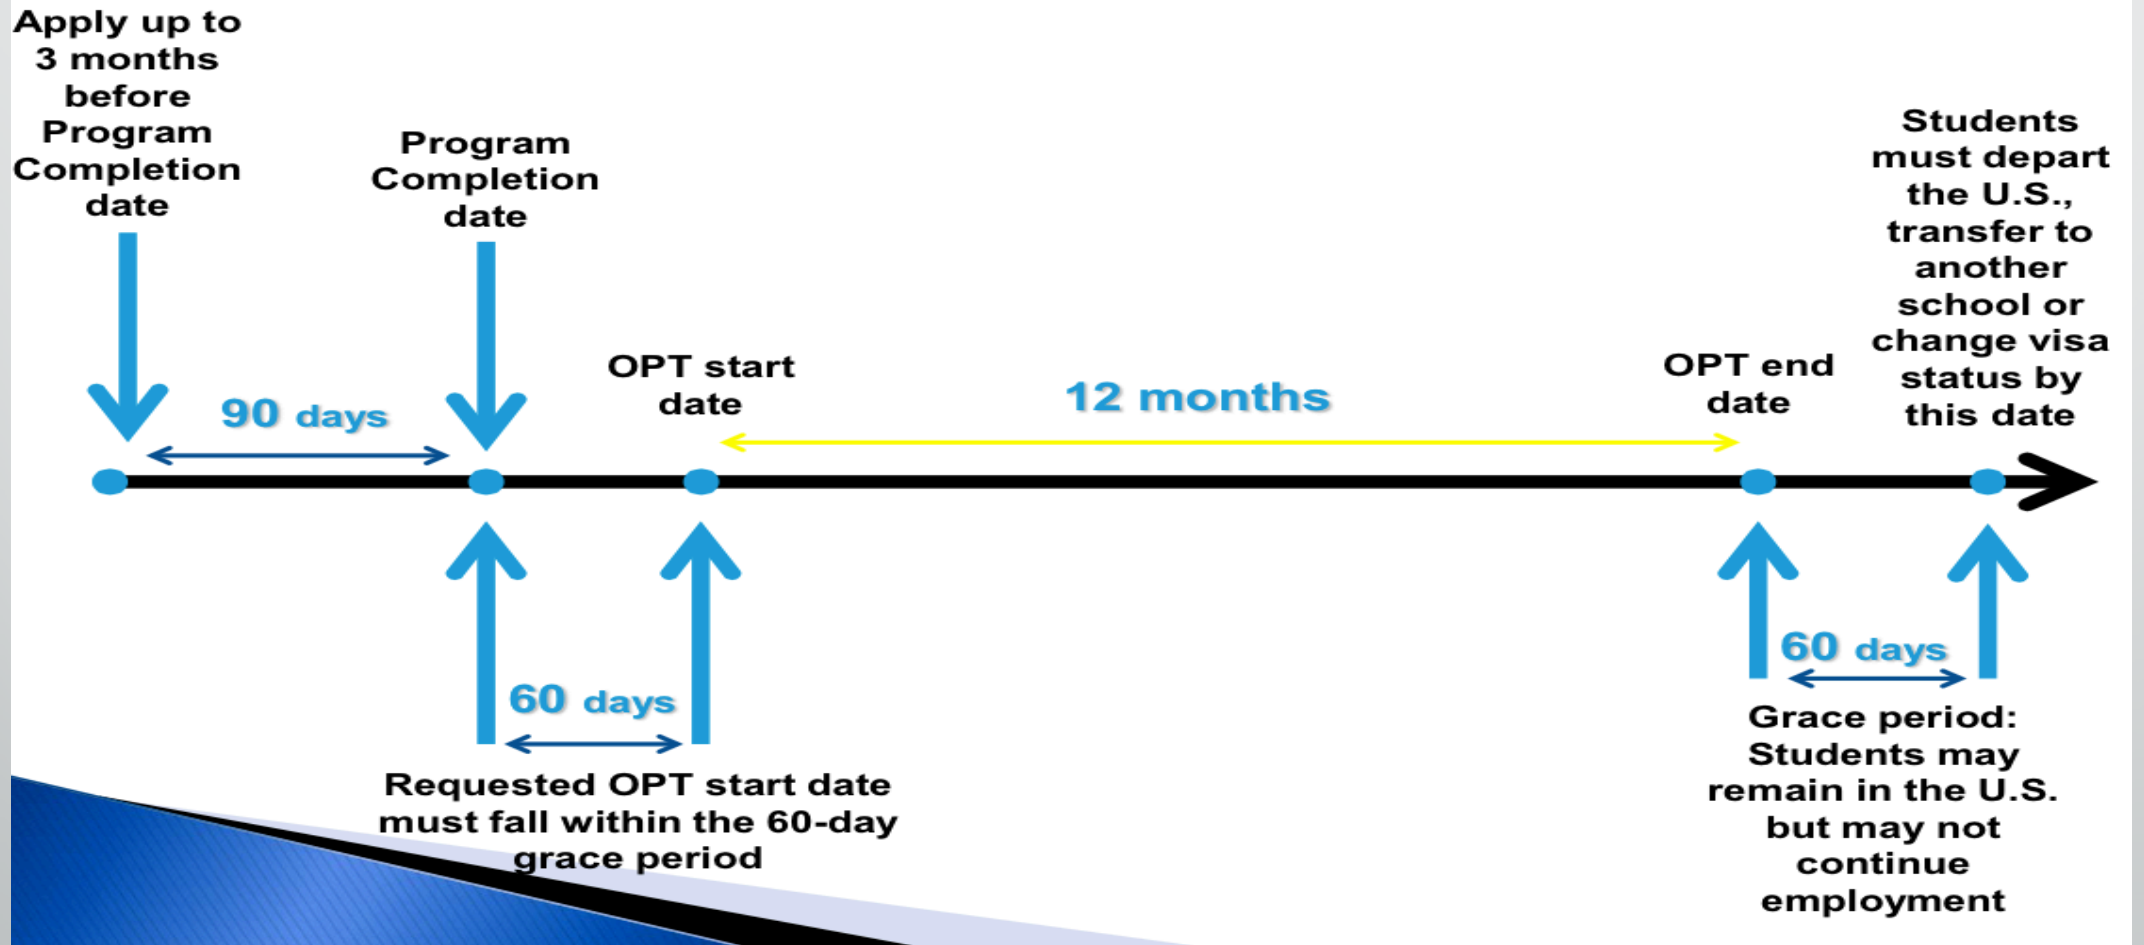 Apply up to
3 months
before
Program
Completion
date
Program
Completion
date
90 days
OPT start
date
12 months
OPT end
date
Students
must depart
the U.S.,
transfer to
another
school or
change visa
status by
this date
60 days
Requested OPT start date
must fall within the 60-day
grace period
60 days
Grace period:
Students may
remain in the U.S.
but may not
continue
employment